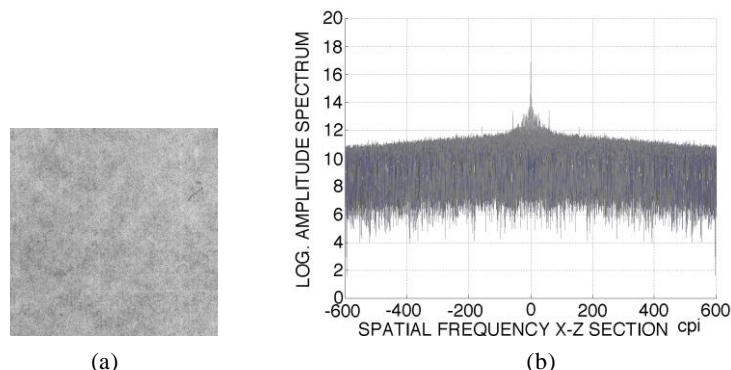 20
18
16
14
12
10
8
6
4
2
0
LOG. AMPLITUDE SPECTRUM
-600 -400 -200 0 200 400 600
SPATIAL FREQUENCY X-Z SECTION cpi
(a) (b)